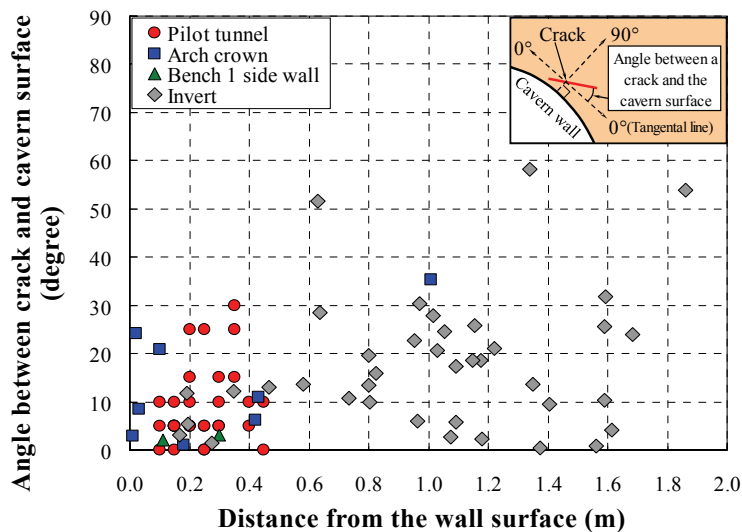 Angle between crack and cavern surface
(degree)
90
80
70
60
50
40
30
20
10
0
Pilot tunnel
Arch crown
Bench 1 side wall
Invert
Crack
0°
90°
Angle between a
crack and the
cavern surface
Cavern wall
0° (Tangental line)
0.0 0.2 0.4 0.6 0.8 1.0 1.2 1.4 1.6 1.8 2.0
Distance from the wall surface (m)